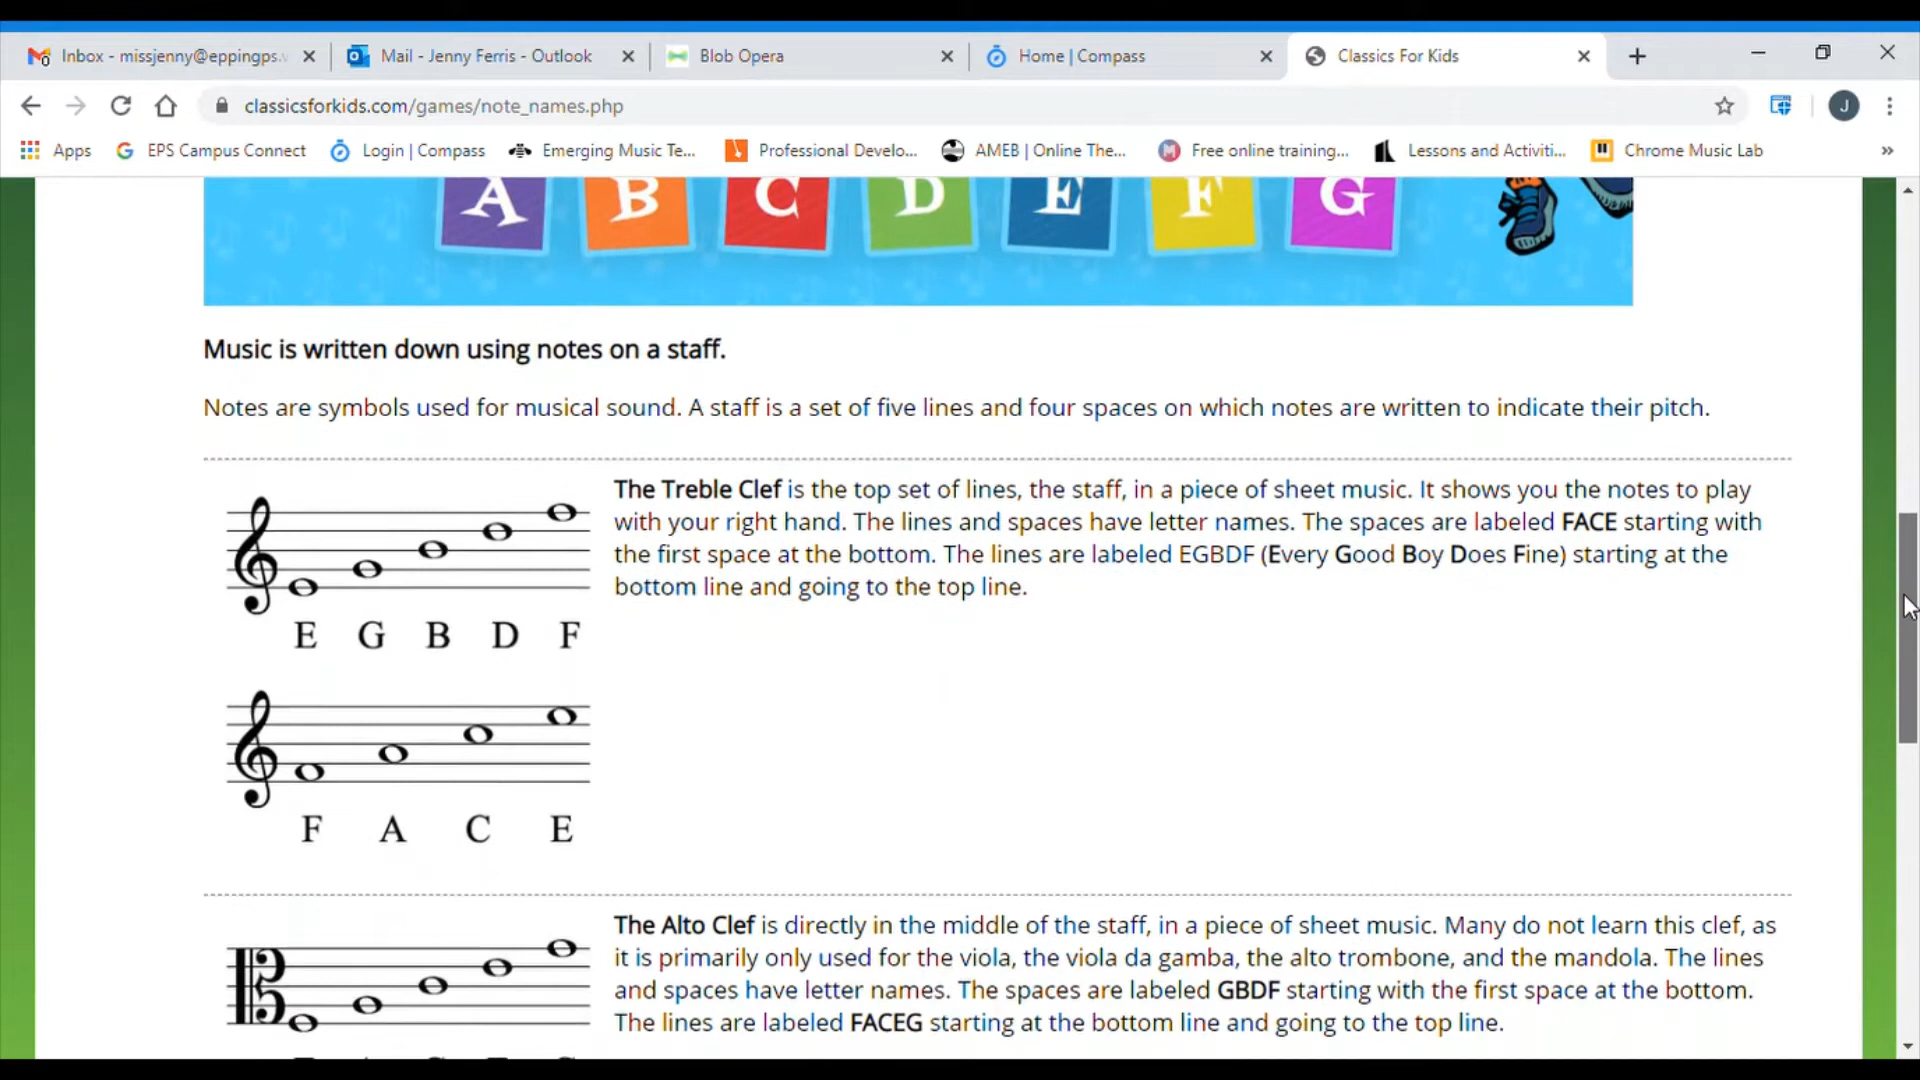 Inbox - missjenny@eppingps.v
Mail - Jenny Ferris - Outlook
Blob Opera
Home | Compass
Classics For Kids
classicsforkids.com/games/note_names.php
J
Apps
EPS Campus Connect
Login | Compass
Emerging Music Te...
Professional Develo...
AMEB | Online The...
Free online training...
Lessons and Activiti...
Chrome Music Lab
A B C D E F G
Music is written down using notes on a staff.
Notes are symbols used for musical sound. A staff is a set of five lines and four spaces on which notes are written to indicate their pitch.
The Treble Clef is the top set of lines, the staff, in a piece of sheet music. It shows you the notes to play
with your right hand. The lines and spaces have letter names. The spaces are labeled FACE starting with
the first space at the bottom. The lines are labeled EGBDF (Every Good Boy Does Fine) starting at the
bottom line and going to the top line.
E G B D F
F A C E
The Alto Clef is directly in the middle of the staff, in a piece of sheet music. Many do not learn this clef, as
it is primarily only used for the viola, the viola da gamba, the alto trombone, and the mandola. The lines
and spaces have letter names. The spaces are labeled GBDF starting with the first space at the bottom.
The lines are labeled FACEG starting at the bottom line and going to the top line.